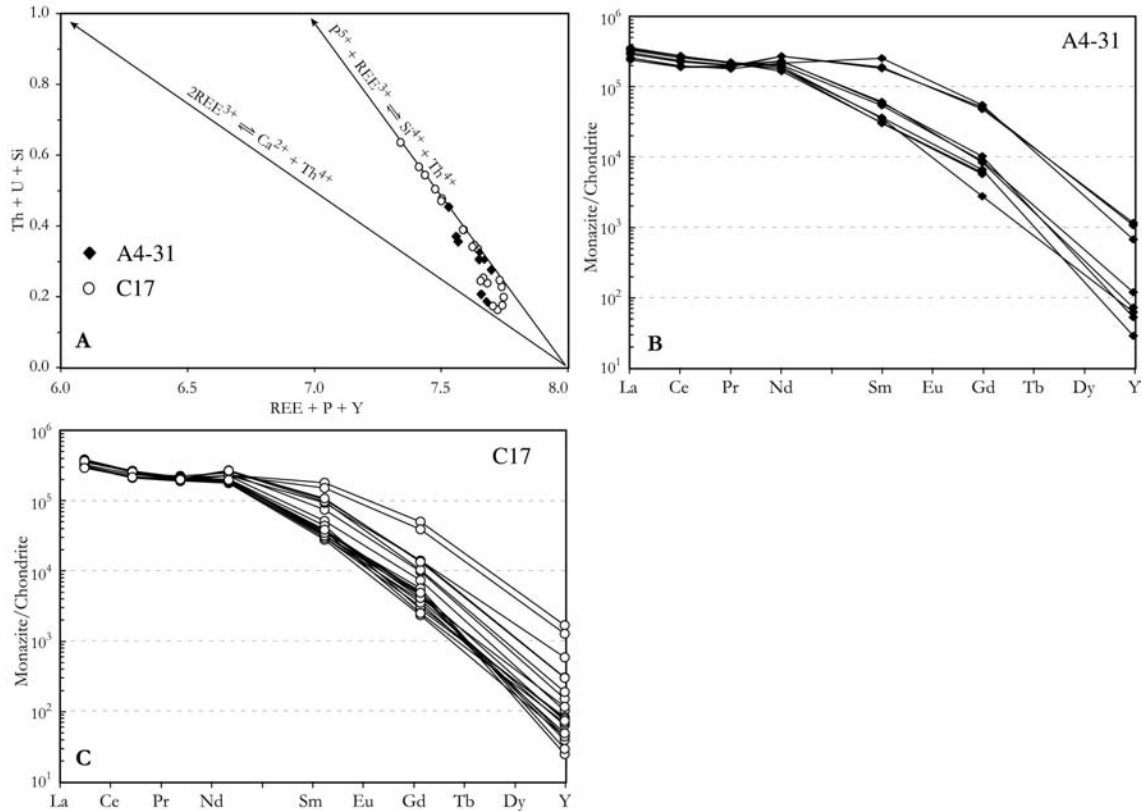 1.0
0.8
0.6
0.4
0.2
0.0
Th + U + Si
6.0 6.5 7.0 7.5 8.0
REE + P + Y
2REE³⁺ ⇌ Ca²⁺ + Th⁴⁺
P⁵⁺ + REE³⁺ ⇌ Si⁴⁺ + Th⁴⁺
A4-31
C17
A
A4-31
10⁶
10⁵
10⁴
10³
10²
10¹
Monazite/Chondrite
B
La Ce Pr Nd Sm Eu Gd Tb Dy Y
C17
10⁶
10⁵
10⁴
10³
10²
10¹
Monazite/Chondrite
C
La Ce Pr Nd Sm Eu Gd Tb Dy Y